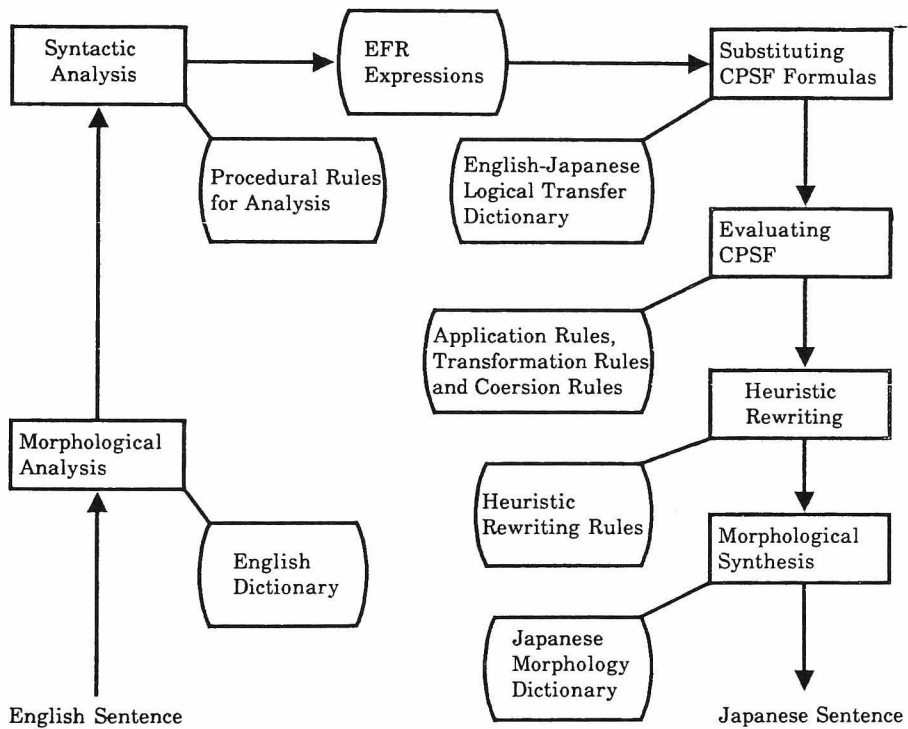 Syntactic
Analysis
EFR
Expressions
Substituting
CPSF Formulas
Procedural Rules
for Analysis
English-Japanese
Logical Transfer
Dictionary
Evaluating
CPSF
Application Rules,
Transformation Rules
and Coersion Rules
Heuristic
Rewriting
Morphological
Analysis
Heuristic
Rewriting Rules
Morphological
Synthesis
English
Dictionary
Japanese
Morphology
Dictionary
English Sentence
Japanese Sentence